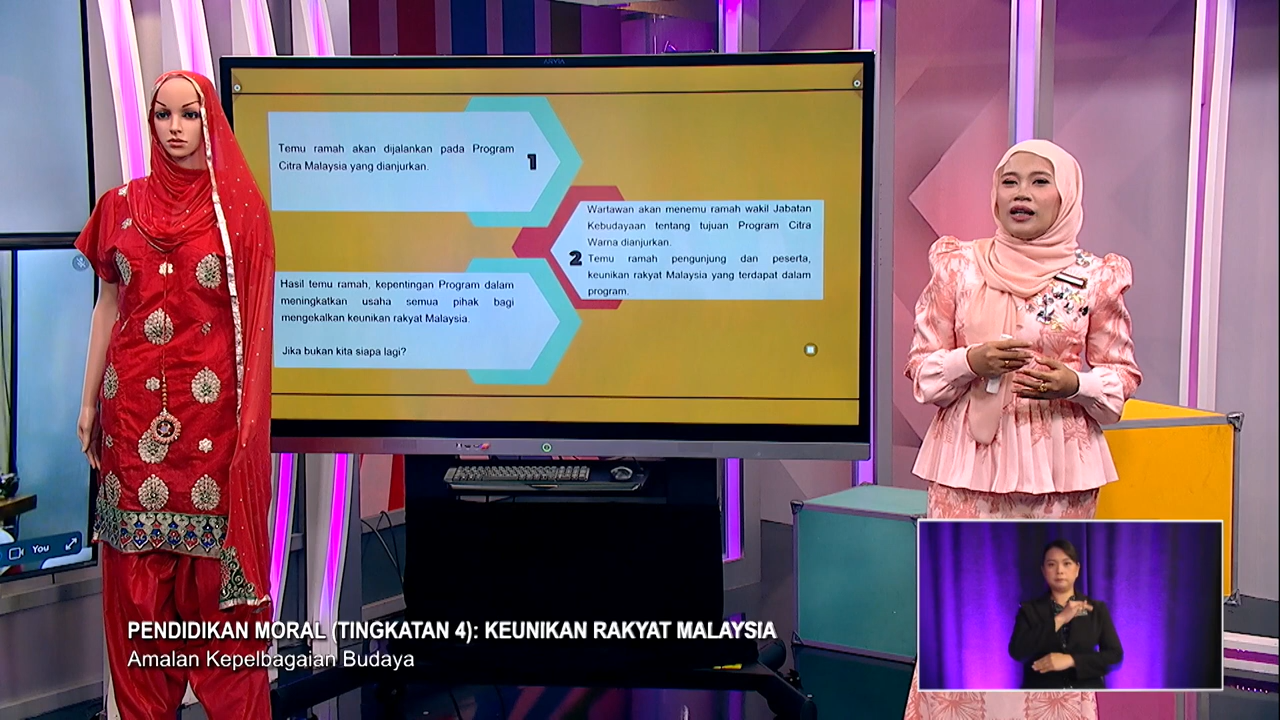 Temu ramah akan dijalankan pada Program
Citra Malaysia yang dianjurkan.
1
Wartawan akan menemu ramah wakil Jabatan
Kebudayaan tentang tujuan Program Citra
Warna dianjurkan.
2
Temu ramah pengunjung dan peserta,
keunikan rakyat Malaysia yang terdapat dalam
program.
Hasil temu ramah, kepentingan Program dalam
meningkatkan usaha semua pihak bagi
mengekalkan keunikan rakyat Malaysia.
Jika bukan kita siapa lagi?
You
PENDIDIKAN MORAL (TINGKATAN 4): KEUNIKAN RAKYAT MALAYSIA
Amalan Kepelbagaian Budaya